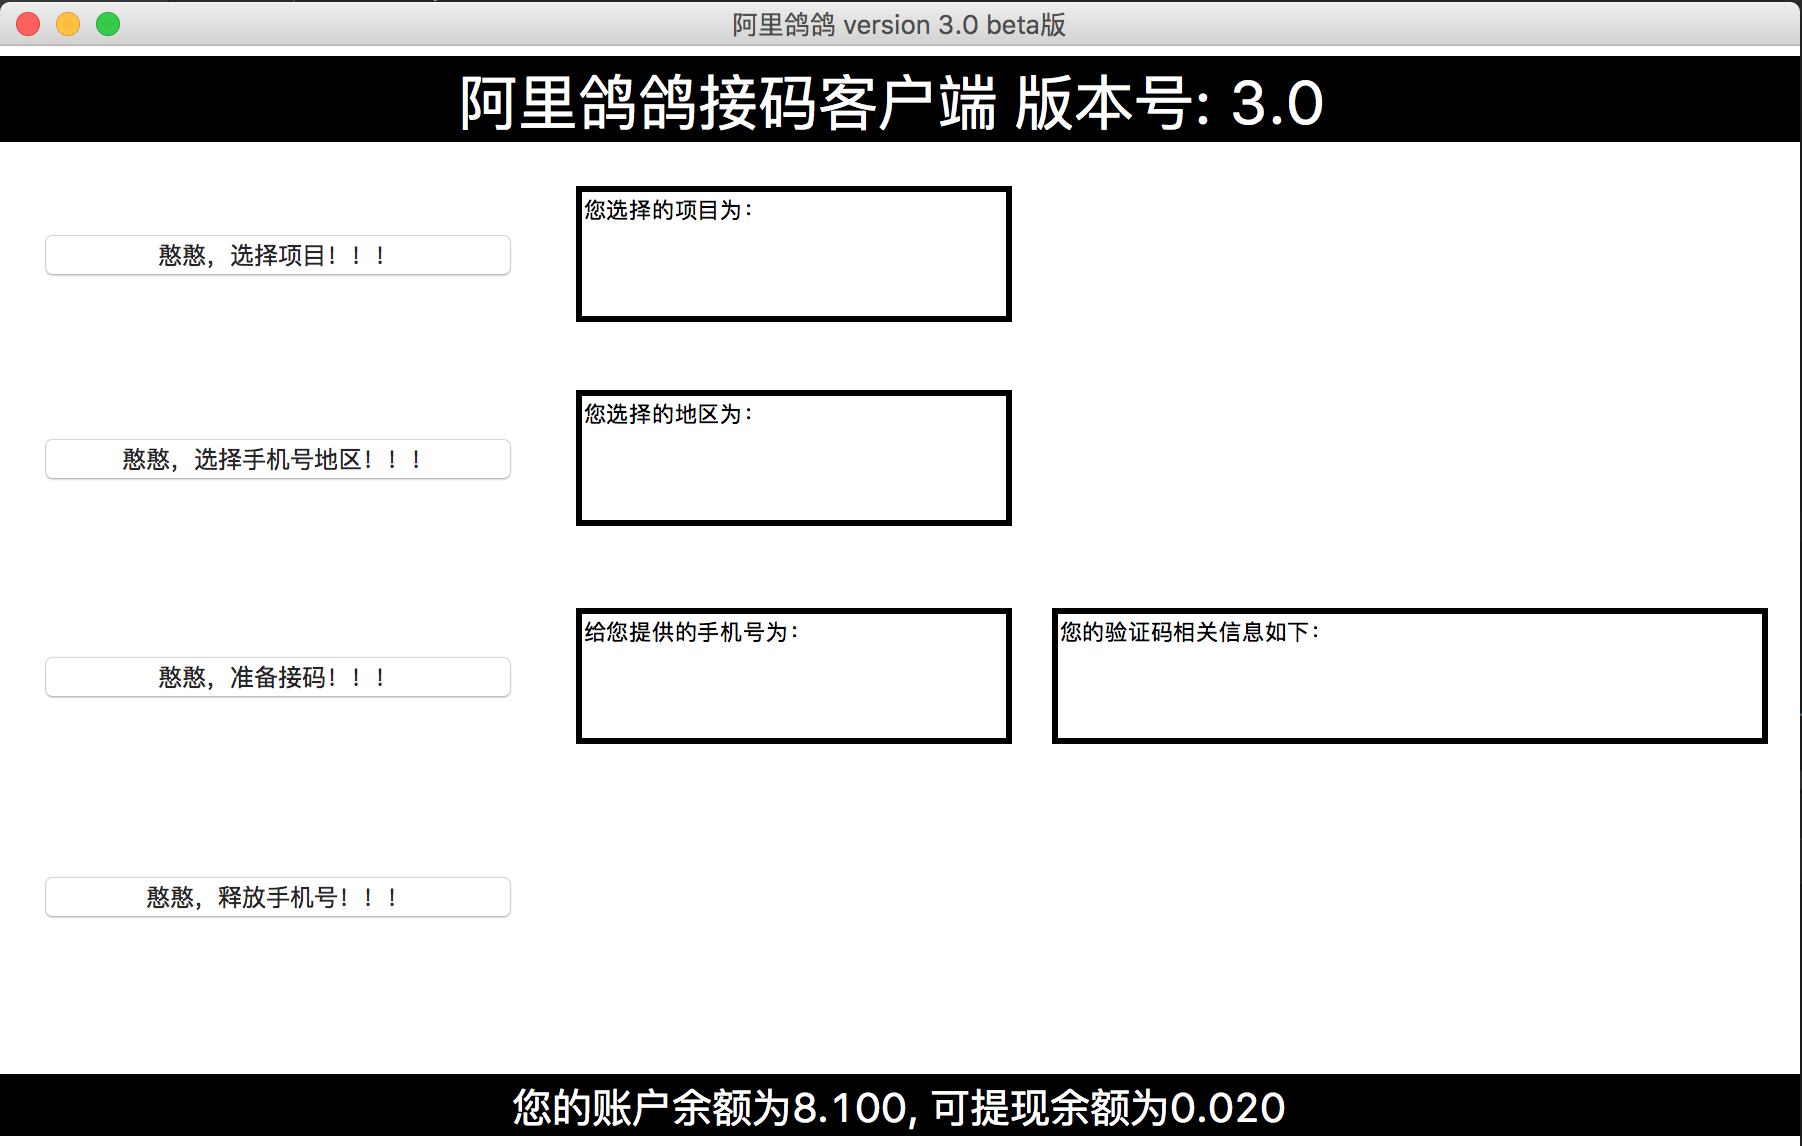 阿里鸽鸽 version 3.0 beta版
阿里鸽鸽接码客户端 版本号: 3.0
您选择的项目为：
憨憨，选择项目！！！
您选择的地区为：
憨憨，选择手机号地区！！！
给您提供的手机号为：
您的验证码相关信息如下：
憨憨，准备接码！！！
憨憨，释放手机号！！！
您的账户余额为8.100, 可提现余额为0.020